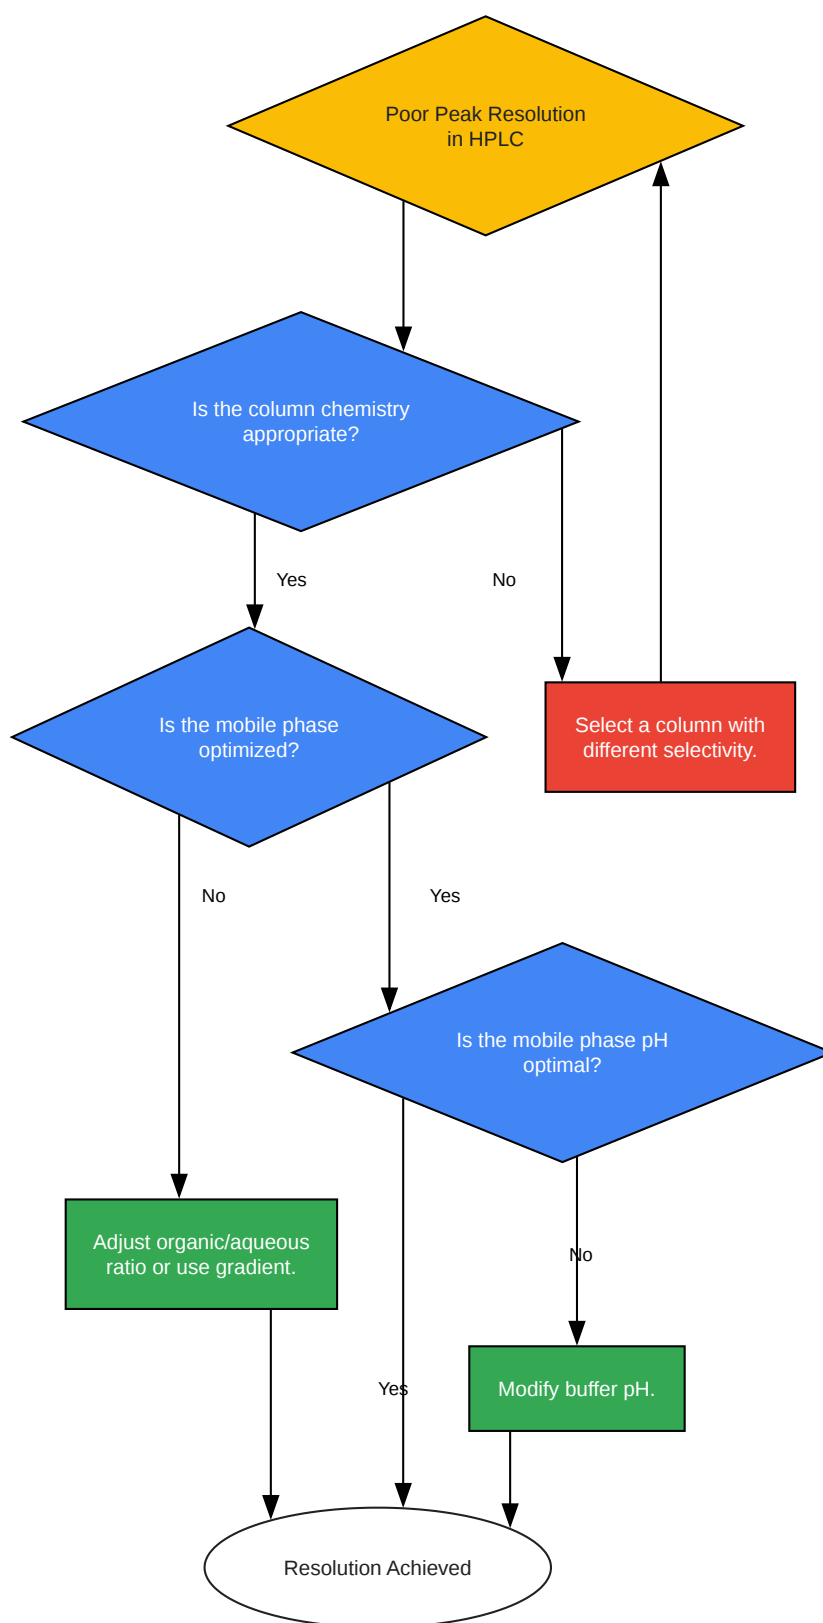 Poor Peak Resolution
in HPLC
Is the column chemistry
appropriate?
Yes
No
Is the mobile phase
optimized?
Select a column with
different selectivity.
No
Yes
Is the mobile phase pH
optimal?
Adjust organic/aqueous
ratio or use gradient.
No
Yes
Modify buffer pH.
Resolution Achieved